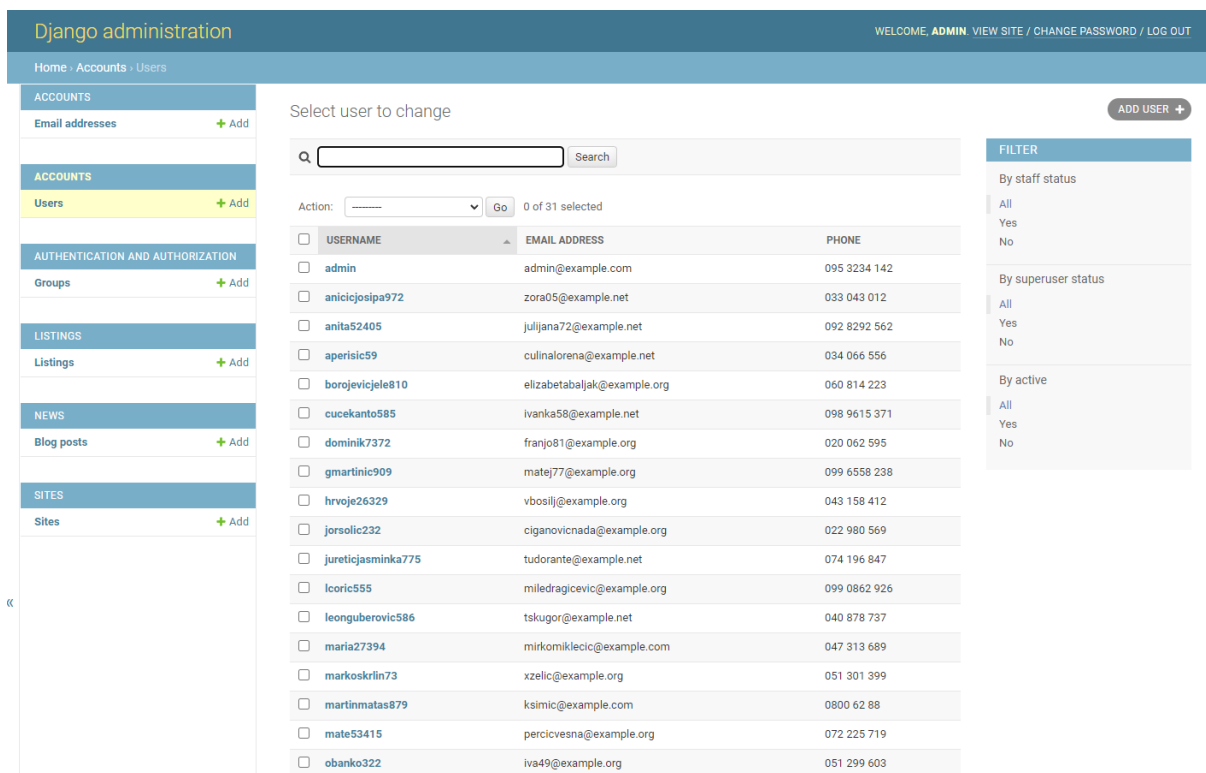 Django administration
WELCOME, ADMIN. VIEW SITE / CHANGE PASSWORD / LOG OUT
Home › Accounts › Users
ACCOUNTS
Email addresses + Add
ACCOUNTS
Users + Add
AUTHENTICATION AND AUTHORIZATION
Groups + Add
LISTINGS
Listings + Add
NEWS
Blog posts + Add
SITES
Sites + Add
«
Select user to change
ADD USER +
Search
Action: --------- Go 0 of 31 selected
USERNAME EMAIL ADDRESS PHONE
admin admin@example.com 095 3234 142
anicicjosipa972 zora05@example.net 033 043 012
anita52405 julijana72@example.net 092 8292 562
aperisic59 culinalorena@example.net 034 066 556
borojevicjele810 elizabetabaljak@example.org 060 814 223
cucekanto585 ivanka58@example.net 098 9615 371
dominik7372 franjo81@example.org 020 062 595
gmartinic909 matej77@example.org 099 6558 238
hrvoje26329 vbosilj@example.org 043 158 412
jorsolic232 ciganovicnada@example.org 022 980 569
jureticjasminka775 tudorante@example.net 074 196 847
lcoric555 miledragicevic@example.org 099 0862 926
leonguberovic586 tskugor@example.net 040 878 737
maria27394 mirkomiklecic@example.com 047 313 689
markoskrlin73 xzelic@example.org 051 301 399
martinmatas879 ksimic@example.com 0800 62 88
mate53415 percicvesna@example.org 072 225 719
obanko322 iva49@example.org 051 299 603
FILTER
By staff status
All
Yes
No
By superuser status
All
Yes
No
By active
All
Yes
No